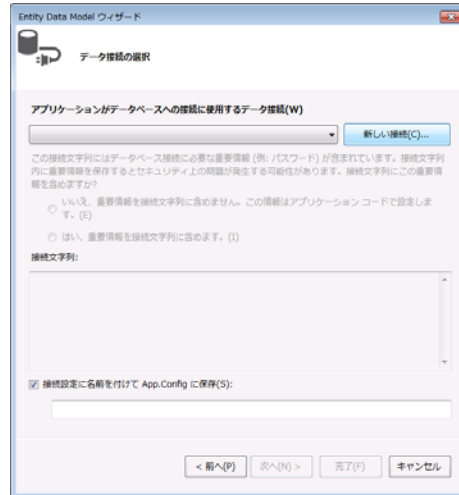 Entity Data Model ウィザード
データ接続の選択
アプリケーションがデータベースへの接続に使用するデータ接続(W)
新しい接続(C)...
この接続文字列にはデータベース接続に必要な重要情報 (例: パスワード) が含まれています。接続文字列
内に重要情報を保存するとセキュリティ上の問題が発生する可能性があります。接続文字列にこの重要情
報を含めますか?
いいえ、重要情報を接続文字列に含めません。この情報はアプリケーション コードで設定しま
す。(E)
はい、重要情報を接続文字列に含めます。(I)
接続文字列:
接続設定に名前を付けて App.Config に保存(S):
< 前へ(P)
次へ(N) >
完了(F)
キャンセル